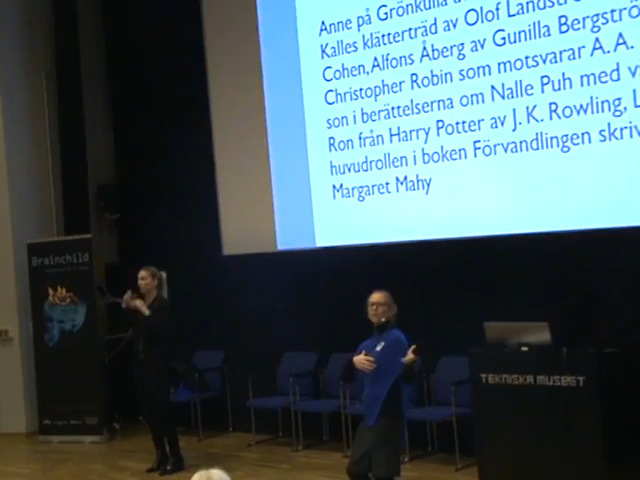 Anne på Grönkulla
Kalles klätterträd av Olof Landst
Cohen, Alfons Åberg av Gunilla Bergströ
Christopher Robin som motsvarar A. A.
son i berättelserna om Nalle Puh med v
Ron från Harry Potter av J. K. Rowling, L
huvudrollen i boken Förvandlingen skriv
Margaret Mahy
Brainchild
TEKNISKA MUSEET